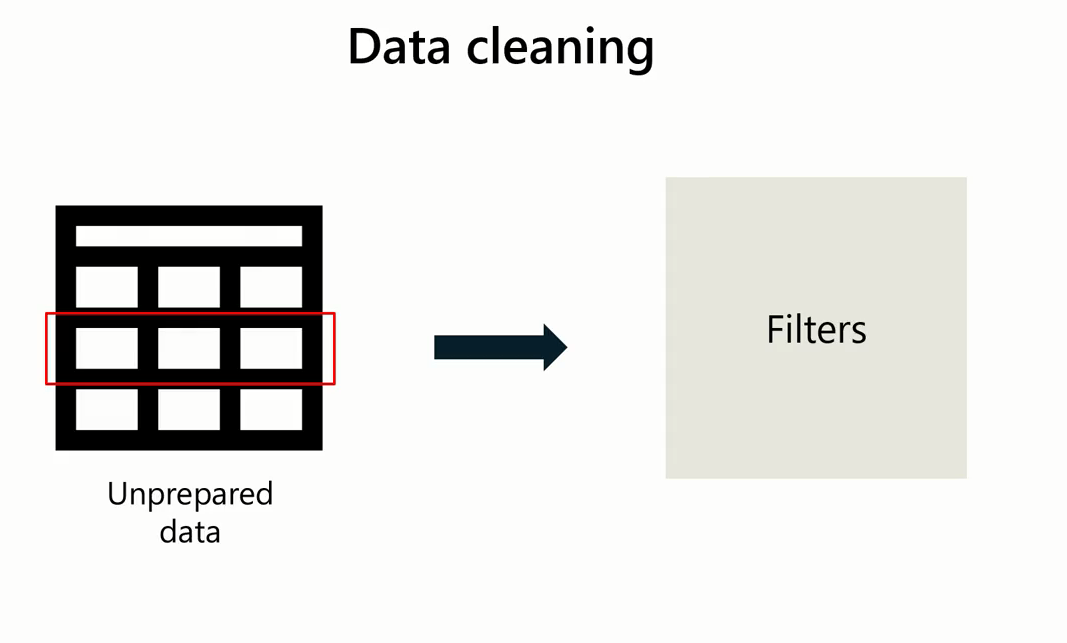 Data cleaning
Filters
Unprepared
data